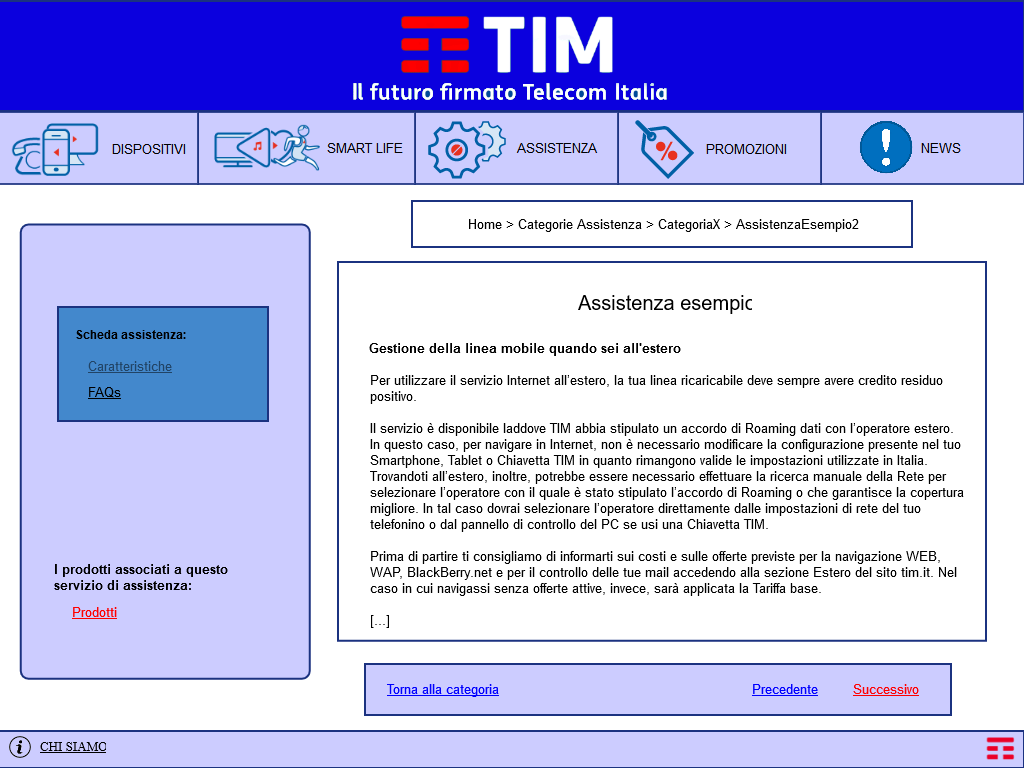 TIM
Il futuro firmato Telecom Italia
DISPOSITIVI
SMART LIFE
ASSISTENZA
PROMOZIONI
NEWS
Home > Categorie Assistenza > CategoriaX > AssistenzaEsempio2
Scheda assistenza:
Caratteristiche
FAQs
I prodotti associati a questo
servizio di assistenza:
Prodotti
Assistenza esempic
Gestione della linea mobile quando sei all'estero
Per utilizzare il servizio Internet all’estero, la tua linea ricaricabile deve sempre avere credito residuo
positivo.
Il servizio è disponibile laddove TIM abbia stipulato un accordo di Roaming dati con l’operatore estero.
In questo caso, per navigare in Internet, non è necessario modificare la configurazione presente nel tuo
Smartphone, Tablet o Chiavetta TIM in quanto rimangono valide le impostazioni utilizzate in Italia.
Trovandoti all’estero, inoltre, potrebbe essere necessario effettuare la ricerca manuale della Rete per
selezionare l’operatore con il quale è stato stipulato l’accordo di Roaming o che garantisce la copertura
migliore. In tal caso dovrai selezionare l’operatore direttamente dalle impostazioni di rete del tuo
telefonino o dal pannello di controllo del PC se usi una Chiavetta TIM.
Prima di partire ti consigliamo di informarti sui costi e sulle offerte previste per la navigazione WEB,
WAP, BlackBerry.net e per il controllo delle tue mail accedendo alla sezione Estero del sito tim.it. Nel
caso in cui navigassi senza offerte attive, invece, sarà applicata la Tariffa base.
[...]
Torna alla categoria
Precedente
Successivo
CHI SIAMO